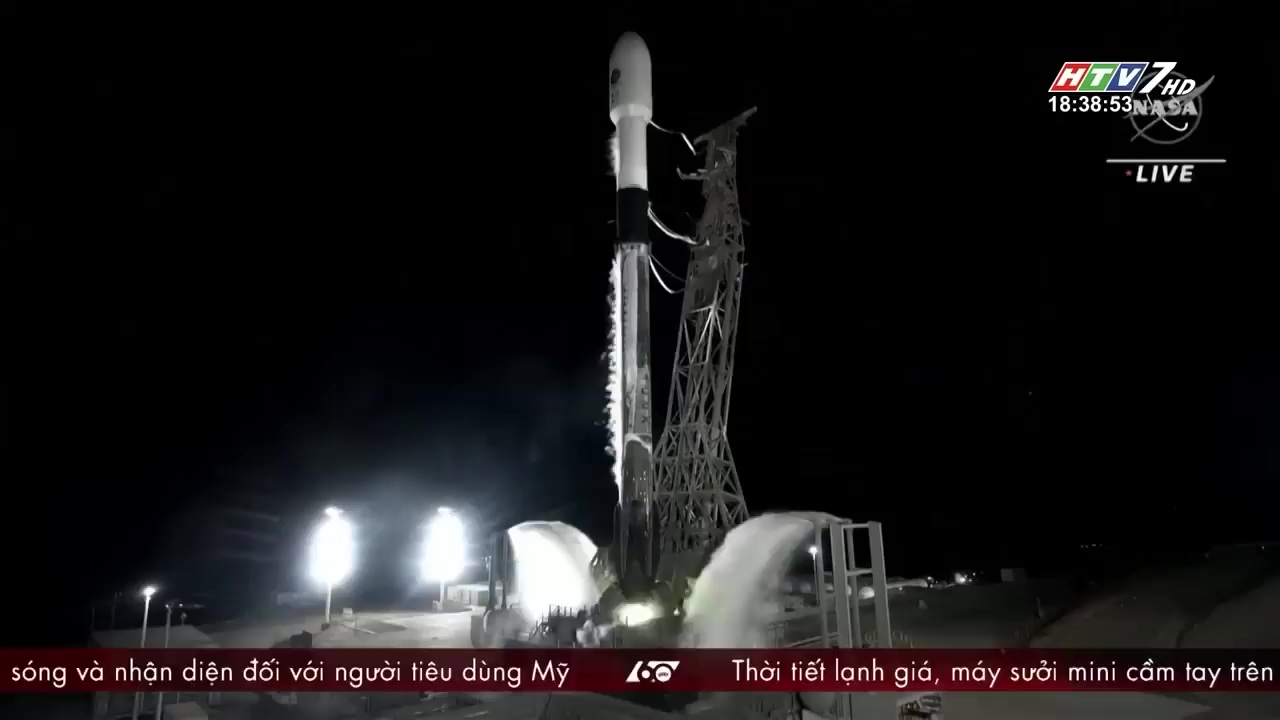 HTV7 HD
18:38:53
NASA
LIVE
sóng và nhận diện đối với người tiêu dùng Mỹ
60
Thời tiết lạnh giá, máy sưởi mini cầm tay trên